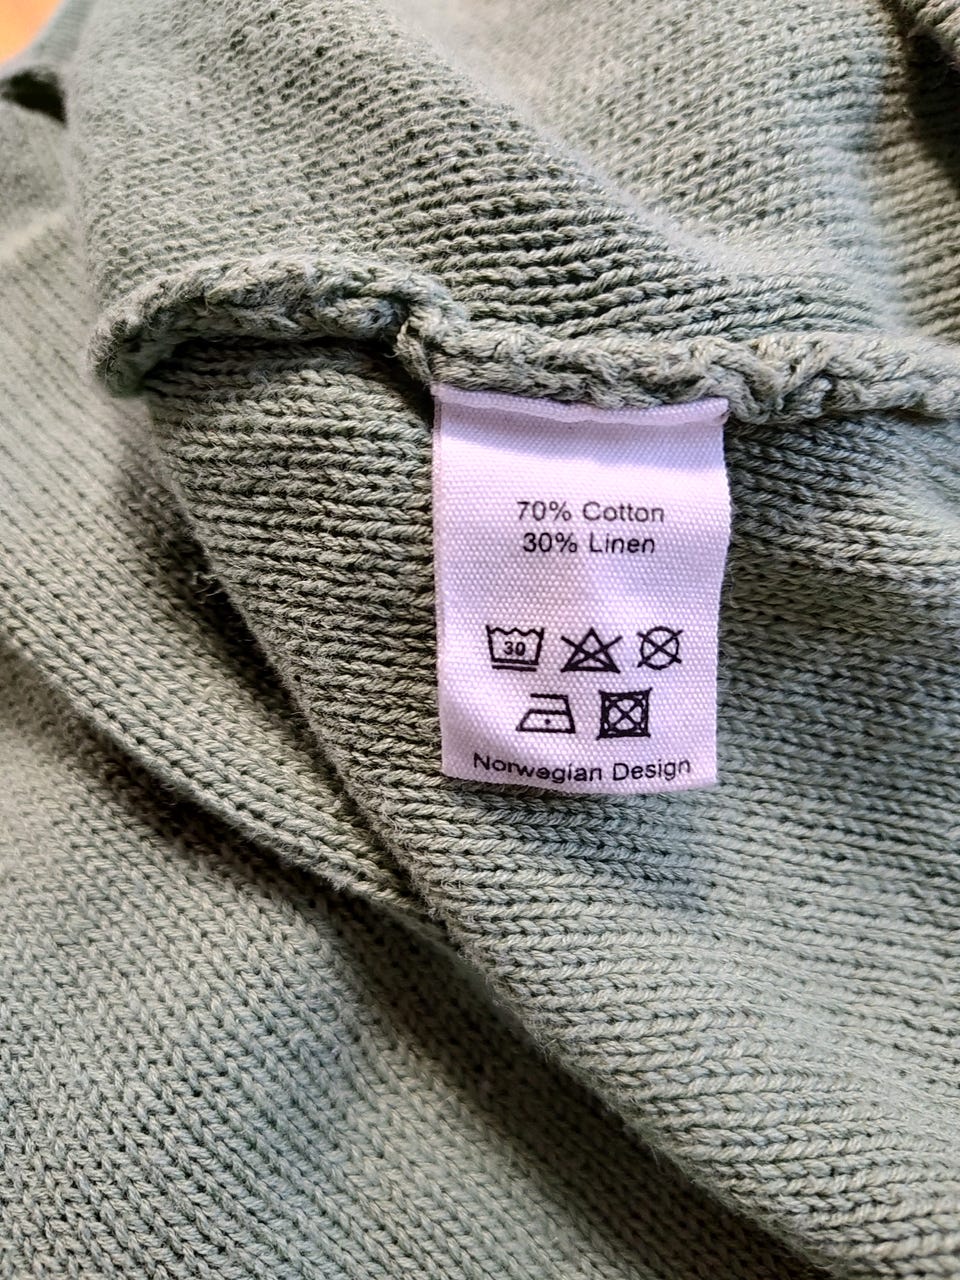 70% Cotton
30% Linen
30
Norwegian Design